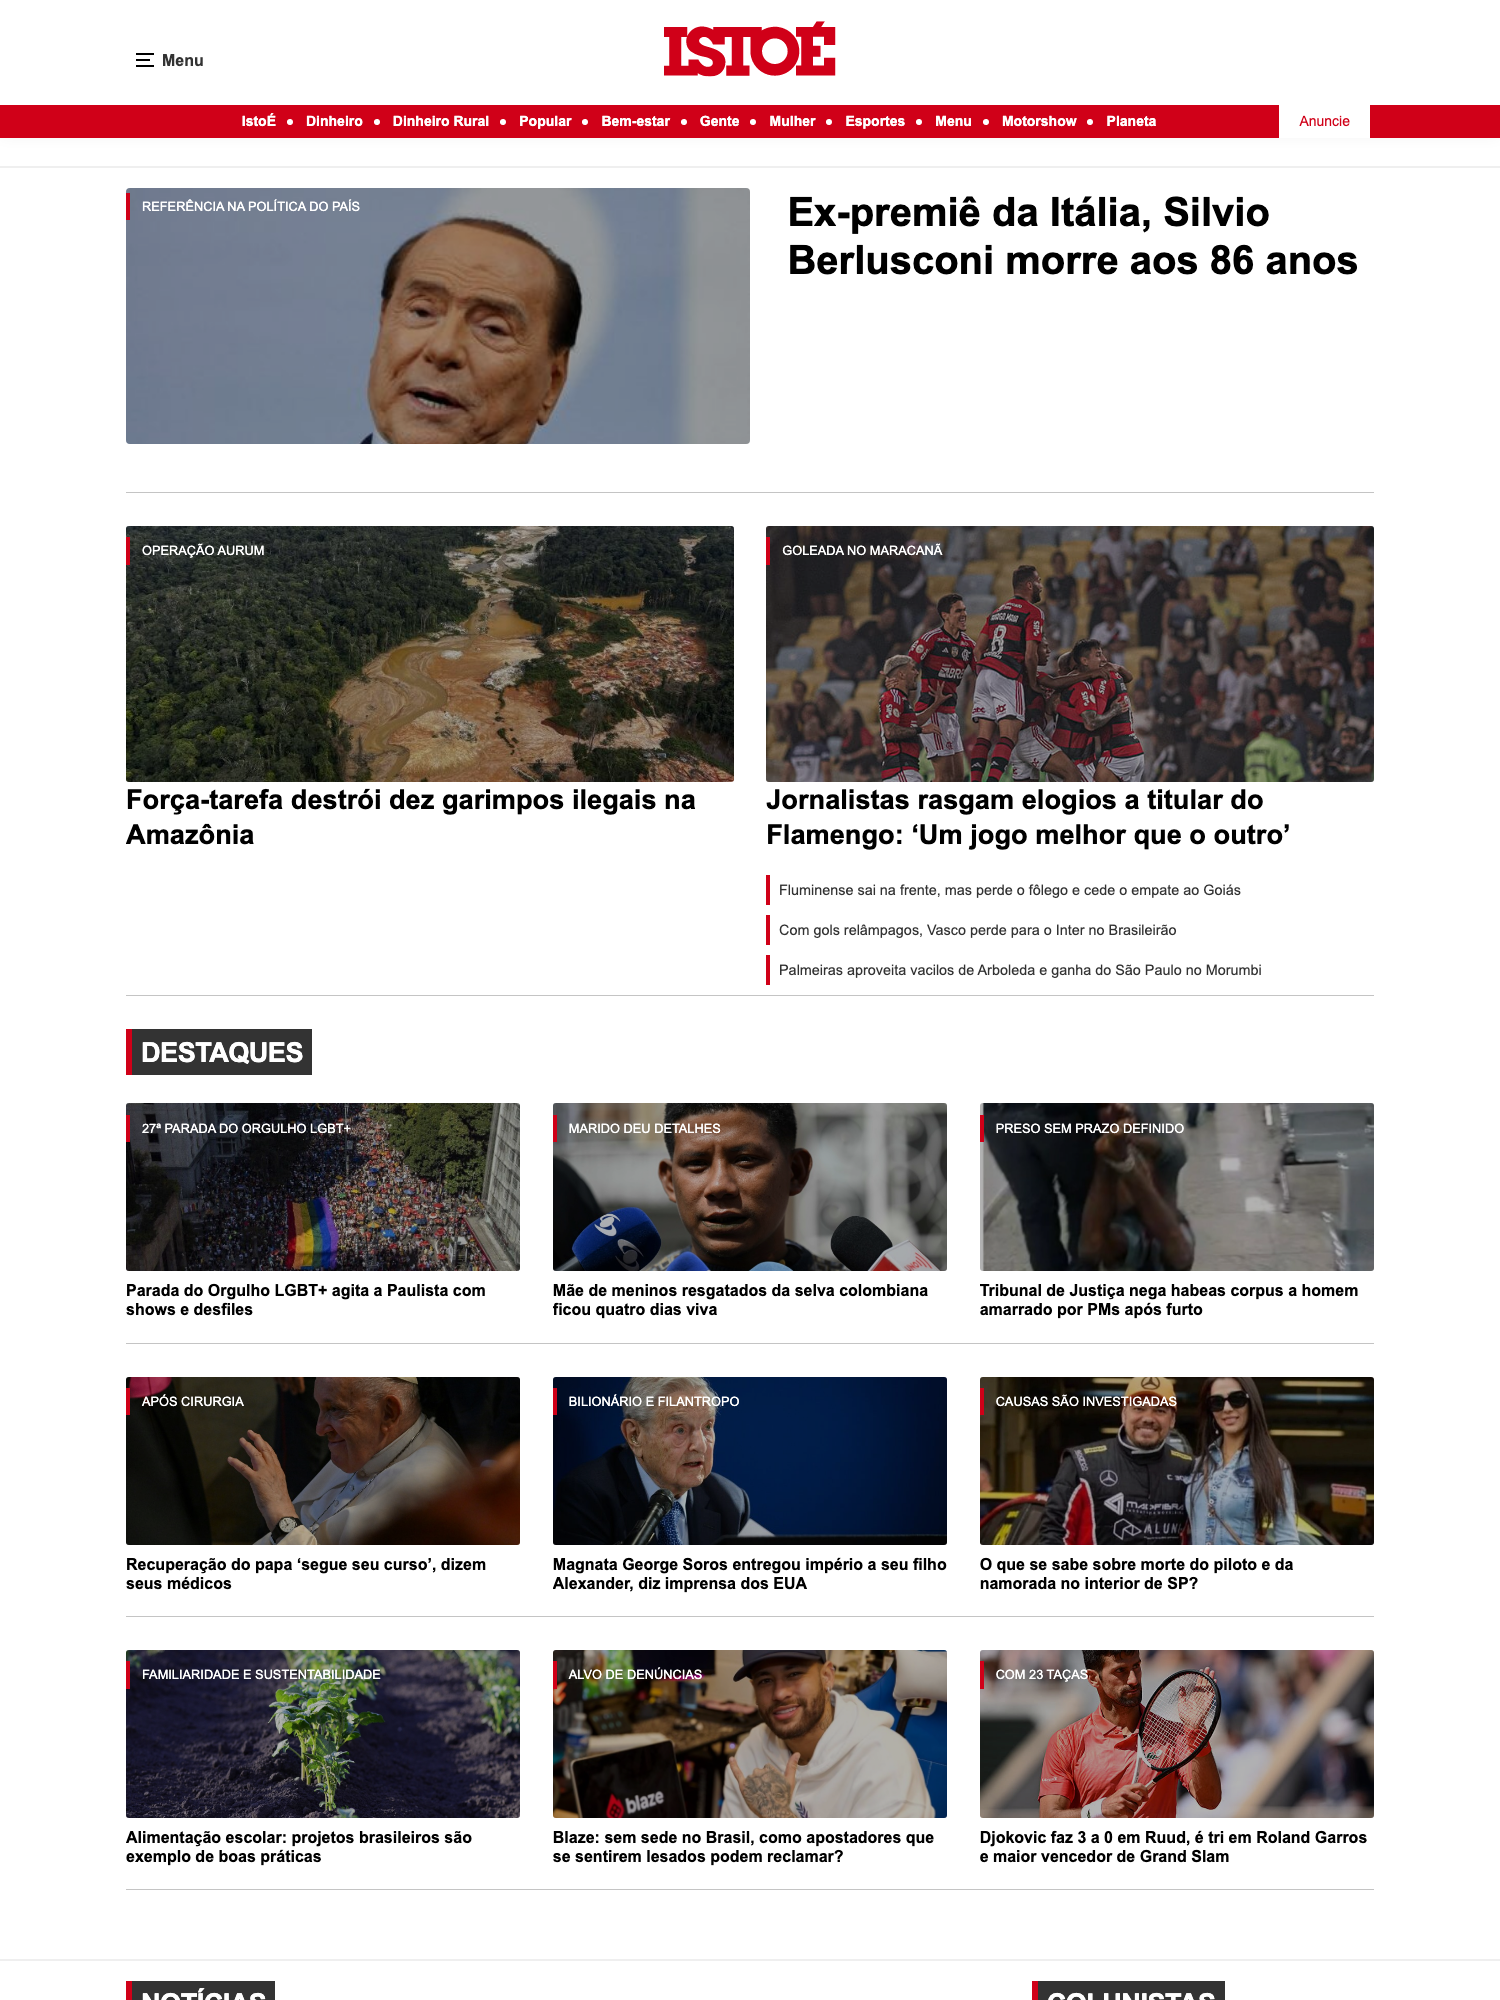 Menu
ISTOÉ
IstoÉ • Dinheiro • Dinheiro Rural • Popular • Bem-estar • Gente • Mulher • Esportes • Menu • Motorshow • Planeta
Anuncie
REFERÊNCIA NA POLÍTICA DO PAÍS
Ex-premiê da Itália, Silvio
Berlusconi morre aos 86 anos
OPERAÇÃO AURUM
Força-tarefa destrói dez garimpos ilegais na
Amazônia
GOLEADA NO MARACANÃ
8
Jornalistas rasgam elogios a titular do
Flamengo: ‘Um jogo melhor que o outro’
Fluminense sai na frente, mas perde o fôlego e cede o empate ao Goiás
Com gols relâmpagos, Vasco perde para o Inter no Brasileirão
Palmeiras aproveita vacilos de Arboleda e ganha do São Paulo no Morumbi
DESTAQUES
27ª PARADA DO ORGULHO LGBT+
Parada do Orgulho LGBT+ agita a Paulista com
shows e desfiles
MARIDO DEU DETALHES
Mãe de meninos resgatados da selva colombiana
ficou quatro dias viva
PRESO SEM PRAZO DEFINIDO
Tribunal de Justiça nega habeas corpus a homem
amarrado por PMs após furto
APÓS CIRURGIA
Recuperação do papa ‘segue seu curso’, dizem
seus médicos
BILIONÁRIO E FILANTROPO
Magnata George Soros entregou império a seu filho
Alexander, diz imprensa dos EUA
CAUSAS SÃO INVESTIGADAS
O que se sabe sobre morte do piloto e da
namorada no interior de SP?
FAMILIARIDADE E SUSTENTABILIDADE
Alimentação escolar: projetos brasileiros são
exemplo de boas práticas
ALVO DE DENÚNCIAS
blaze
Blaze: sem sede no Brasil, como apostadores que
se sentirem lesados podem reclamar?
COM 23 TAÇAS
Djokovic faz 3 a 0 em Ruud, é tri em Roland Garros
e maior vencedor de Grand Slam
NOTÍCIAS
COLUNISTAS